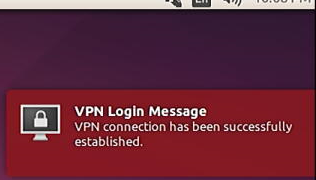 En
VPN Login Message
VPN connection has been successfully
established.